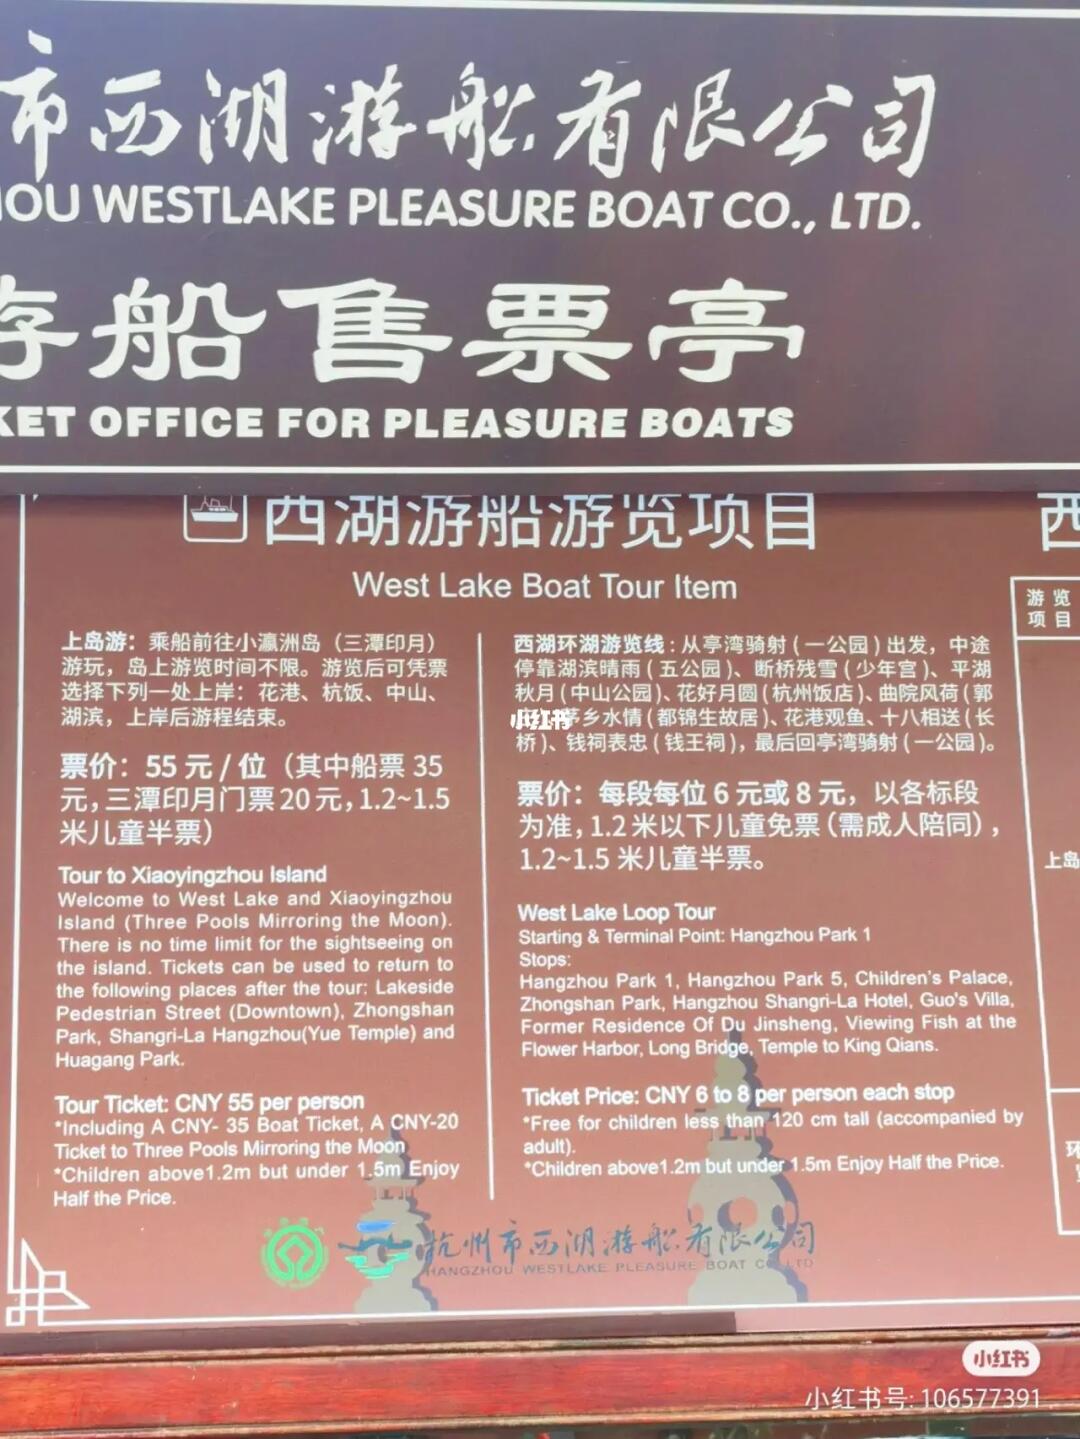 市西湖游船有限公司
HOU WESTLAKE PLEASURE BOAT CO., LTD.
游船售票亭
KET OFFICE FOR PLEASURE BOATS
西湖游船游览项目
West Lake Boat Tour Item
上岛游：乘船前往小瀛洲岛（三潭印月）
游玩，岛上游览时间不限。游览后可凭票
选择下列一处上岸：花港、杭饭、中山、
湖滨，上岸后游程结束。
票价：55 元 / 位（其中船票 35
元，三潭印月门票 20 元，1.2~1.5
米儿童半票）
Tour to Xiaoyingzhou Island
Welcome to West Lake and Xiaoyingzhou
Island (Three Pools Mirroring the Moon).
There is no time limit for the sightseeing on
the island. Tickets can be used to return to
the following places after the tour: Lakeside
Pedestrian Street (Downtown), Zhongshan
Park, Shangri-La Hangzhou(Yue Temple) and
Huagang Park.
Tour Ticket: CNY 55 per person
*Including A CNY- 35 Boat Ticket, A CNY-20
Ticket to Three Pools Mirroring the Moon
*Children above1.2m but under 1.5m Enjoy
Half the Price.
西湖环湖游览线：从亭湾骑射（一公园）出发，中途
停靠湖滨晴雨（五公园）、断桥残雪（少年宫）、平湖
秋月（中山公园）、花好月圆（杭州饭店）、曲院风荷（郭
茅乡水情（都锦生故居）、花港观鱼、十八相送（长
桥）、钱祠表忠（钱王祠），最后回亭湾骑射（一公园）。
票价：每段每位 6 元或 8 元，以各标段
为准，1.2 米以下儿童免票（需成人陪同），
1.2~1.5 米儿童半票。
West Lake Loop Tour
Starting & Terminal Point: Hangzhou Park 1
Stops:
Hangzhou Park 1, Hangzhou Park 5, Children's Palace,
Zhongshan Park, Hangzhou Shangri-La Hotel, Guo's Villa,
Former Residence Of Du Jinsheng, Viewing Fish at the
Flower Harbor, Long Bridge, Temple to King Qians.
Ticket Price: CNY 6 to 8 per person each stop
*Free for children less than 120 cm tall (accompanied by
adult).
*Children above1.2m but under 1.5m Enjoy Half the Price.
杭州市西湖游船有限公司
HANGZHOU WESTLAKE PLEASURE BOAT CO LTD
西
游览
项目
上岛
环
小红书
小红书
小红书号: 106577391